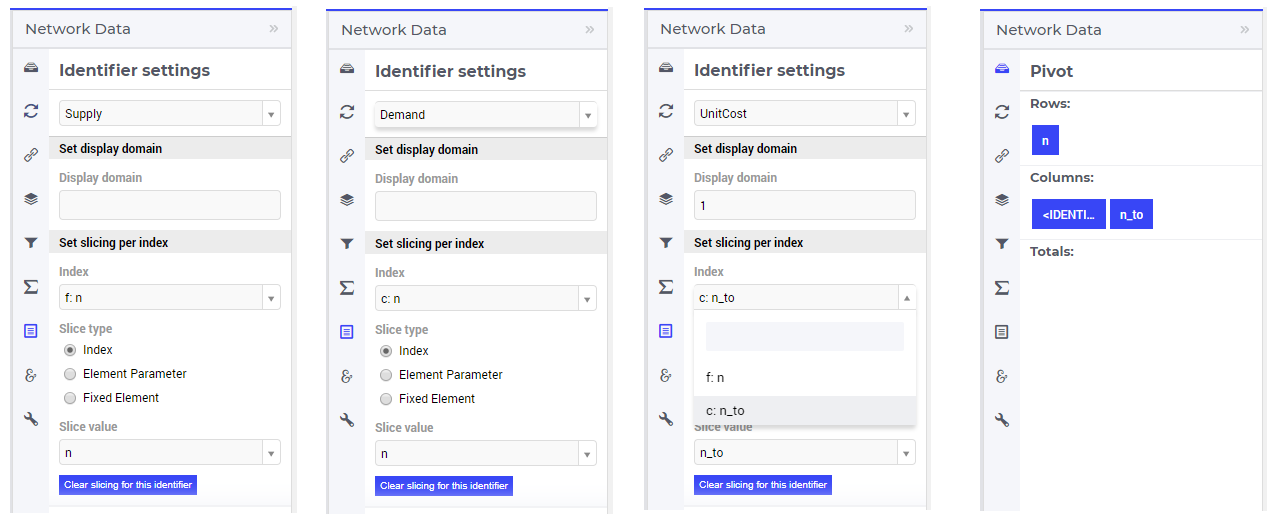 Network Data »
Identifier settings
Supply
Set display domain
Display domain
Set slicing per index
Index
f: n
Slice type
Index
Element Parameter
Fixed Element
Slice value
n
Clear slicing for this identifier
Network Data »
Identifier settings
Demand
Set display domain
Display domain
Set slicing per index
Index
c: n
Slice type
Index
Element Parameter
Fixed Element
Slice value
n
Clear slicing for this identifier
Network Data »
Identifier settings
UnitCost
Set display domain
Display domain
1
Set slicing per index
Index
c: n_to
f: n
c: n_to
Slice value
n_to
Clear slicing for this identifier
Network Data »
Pivot
Rows:
n
Columns:
<IDENTI... n_to
Totals: